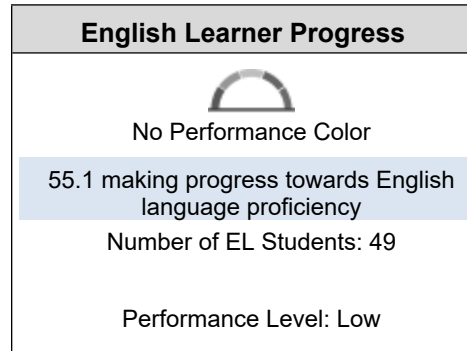 English Learner Progress
No Performance Color
55.1 making progress towards English
language proficiency
Number of EL Students: 49
Performance Level: Low